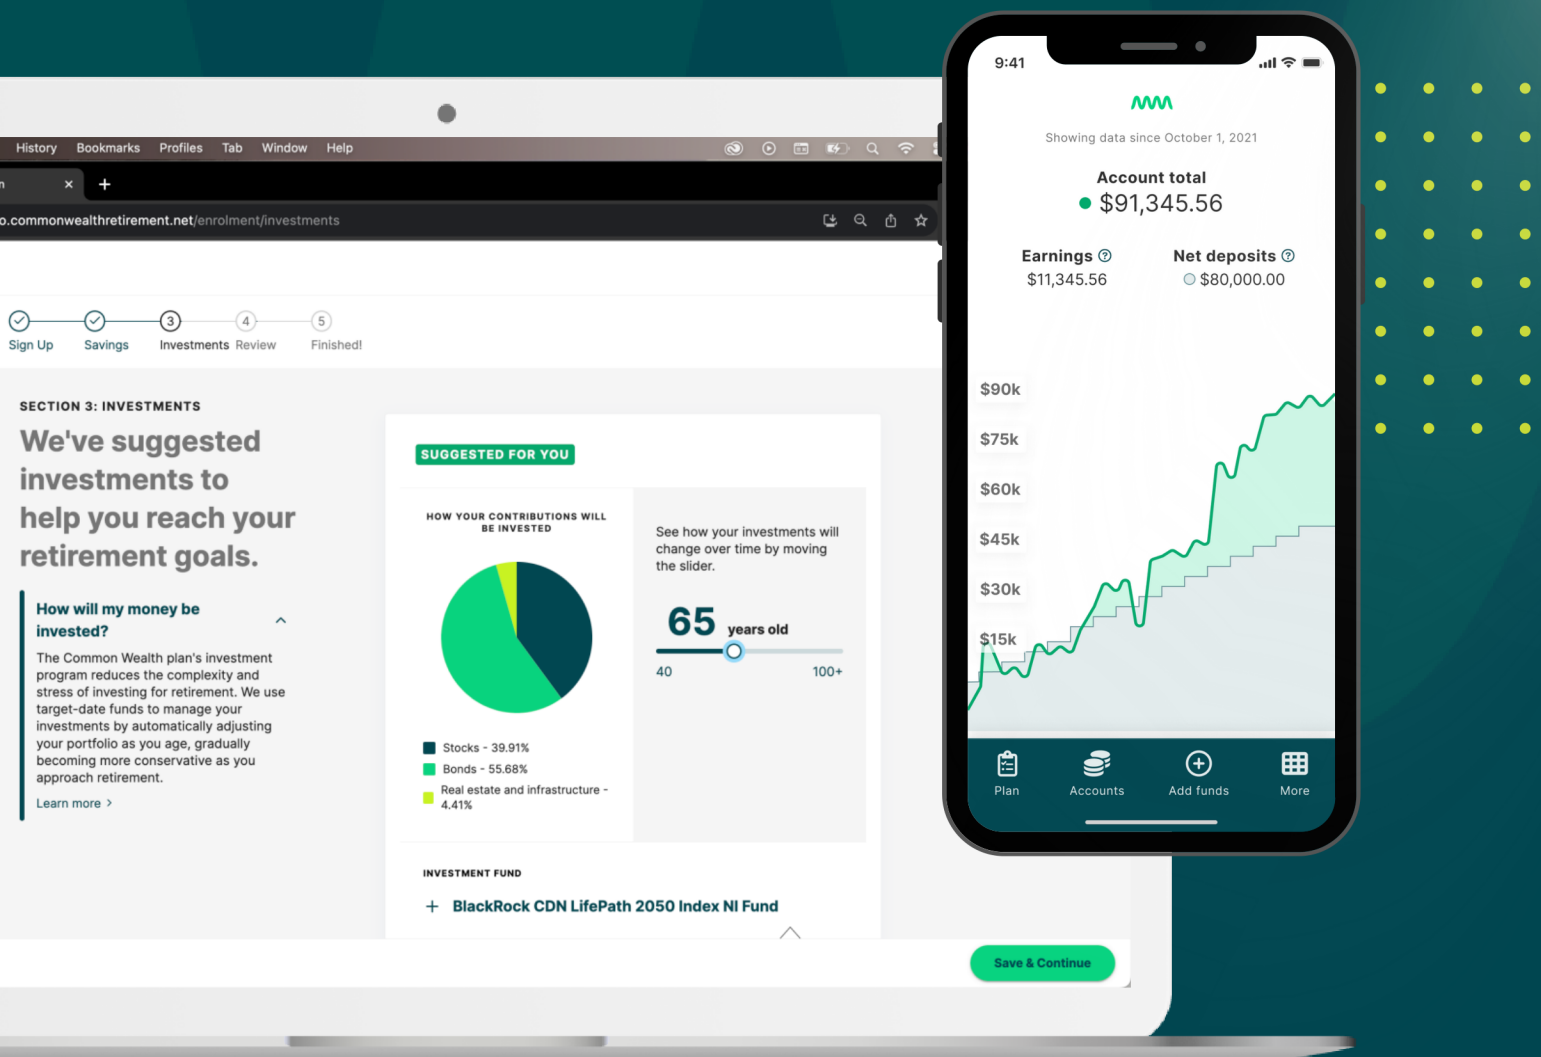 History Bookmarks Profiles Tab Window Help
o.commonwealthretirement.net/enrolment/investments
3 4 5
Sign Up Savings Investments Review Finished!
SECTION 3: INVESTMENTS
We've suggested
investments to
help you reach your
retirement goals.
How will my money be
invested?
The Common Wealth plan's investment
program reduces the complexity and
stress of investing for retirement. We use
target-date funds to manage your
investments by automatically adjusting
your portfolio as you age, gradually
becoming more conservative as you
approach retirement.
Learn more >
SUGGESTED FOR YOU
HOW YOUR CONTRIBUTIONS WILL
BE INVESTED
Stocks - 39.91%
Bonds - 55.68%
Real estate and infrastructure -
4.41%
See how your investments will
change over time by moving
the slider.
65 years old
40 100+
INVESTMENT FUND
+ BlackRock CDN LifePath 2050 Index NI Fund
Save & Continue
9:41
Showing data since October 1, 2021
Account total
$91,345.56
Earnings ? Net deposits ?
$11,345.56 $80,000.00
$90k
$75k
$60k
$45k
$30k
$15k
Plan Accounts Add funds More